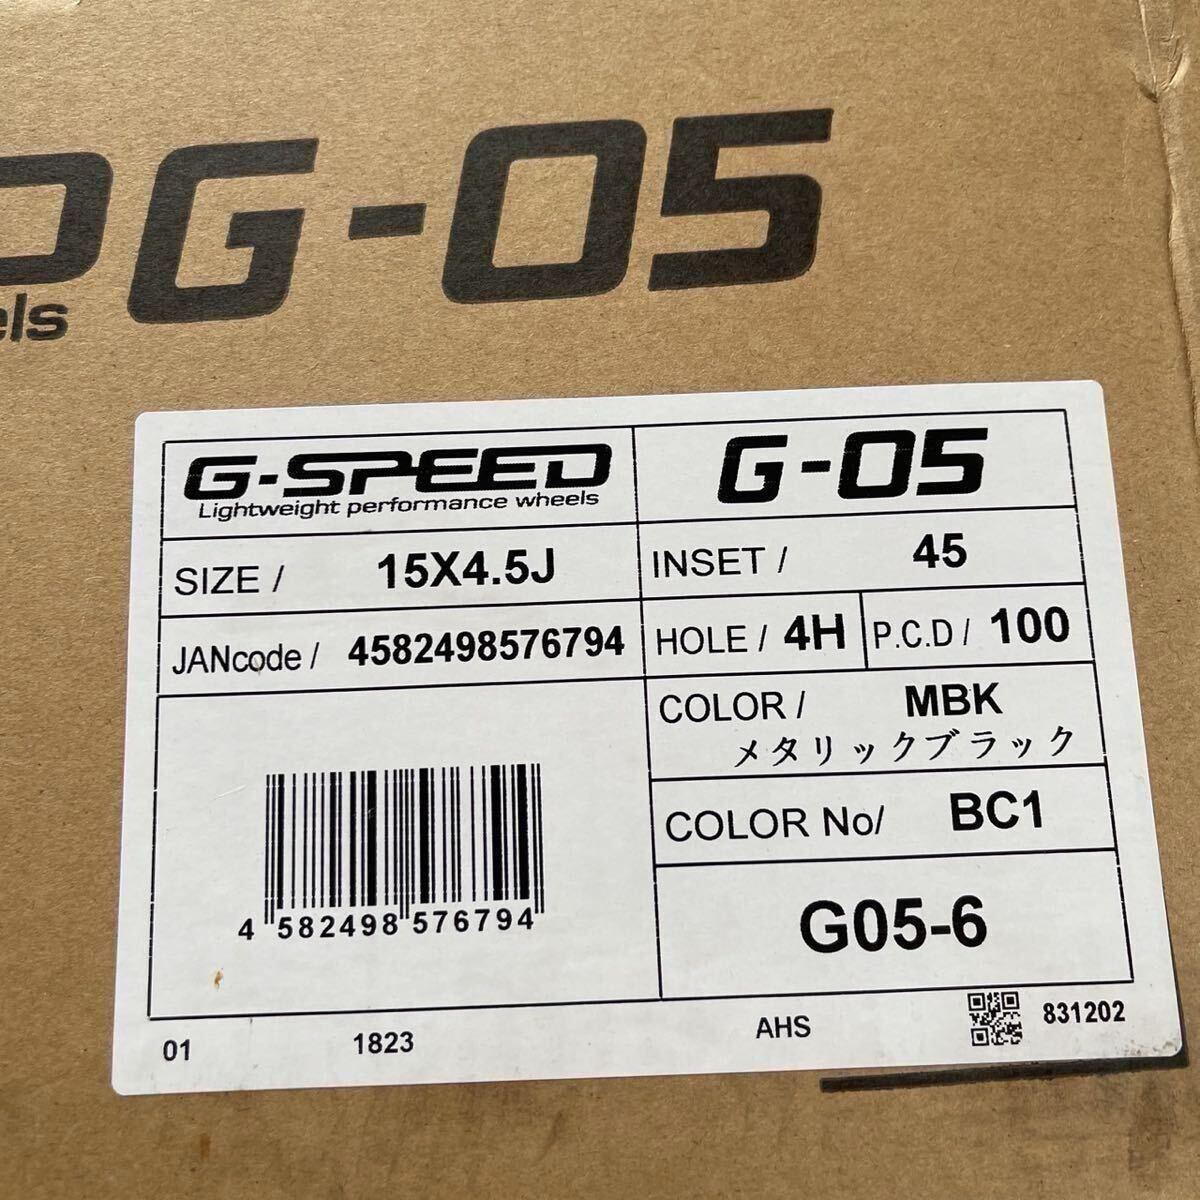 G-05
els
G-SPEED
Lightweight performance wheels
G-05
SIZE / 15X4.5J
INSET / 45
JANcode / 4582498576794
HOLE / 4H
P.C.D / 100
COLOR / MBK
メタリックブラック
COLOR No/ BC1
4 582498 576794
G05-6
01
1823
AHS
831202